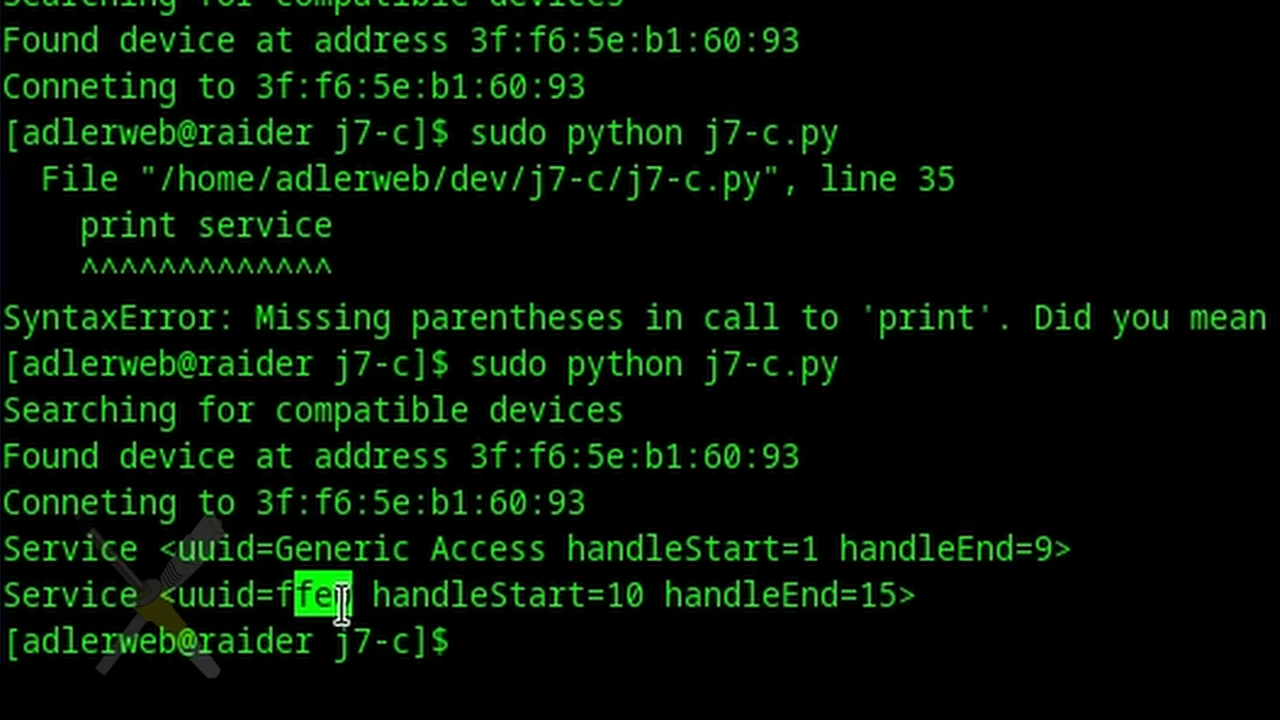 Searching for compatible devices
Found device at address 3f:f6:5e:b1:60:93
Conneting to 3f:f6:5e:b1:60:93
[adlerweb@raider j7-c]$ sudo python j7-c.py
File "/home/adlerweb/dev/j7-c/j7-c.py", line 35
print service
^^^^^^^^^^^^^
SyntaxError: Missing parentheses in call to 'print'. Did you mean
[adlerweb@raider j7-c]$ sudo python j7-c.py
Searching for compatible devices
Found device at address 3f:f6:5e:b1:60:93
Conneting to 3f:f6:5e:b1:60:93
Service <uuid=Generic Access handleStart=1 handleEnd=9>
Service handleStart=10 handleEnd=15>
[adlerweb@raider j7-c]$